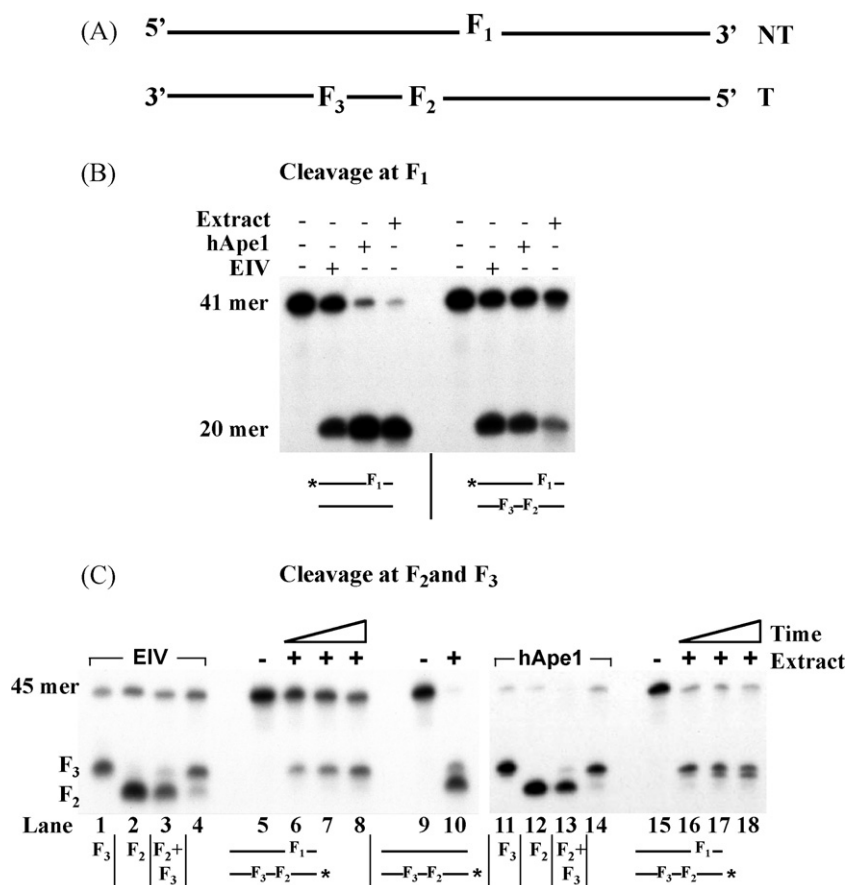 (A) 5’ F1 3’ NT
3’ F3 F2 5’ T
(B) Cleavage at F1
Extract - - - + - - - +
hApe1 - - + - - - + -
EIV - + - - - + - -
41 mer
20 mer
* F1 * F1
F3 F2
(C) Cleavage at F2and F3
Time
EIV - + + + - + hApe1 - + + + Extract
45 mer
F3
F2
Lane 1 2 3 4 5 6 7 8 9 10 11 12 13 14 15 16 17 18
F3 F2 F2+ F1 F3 F2 F2+ F1
F3 F3 F2 * F3 F2 * F3 F3 F2 *